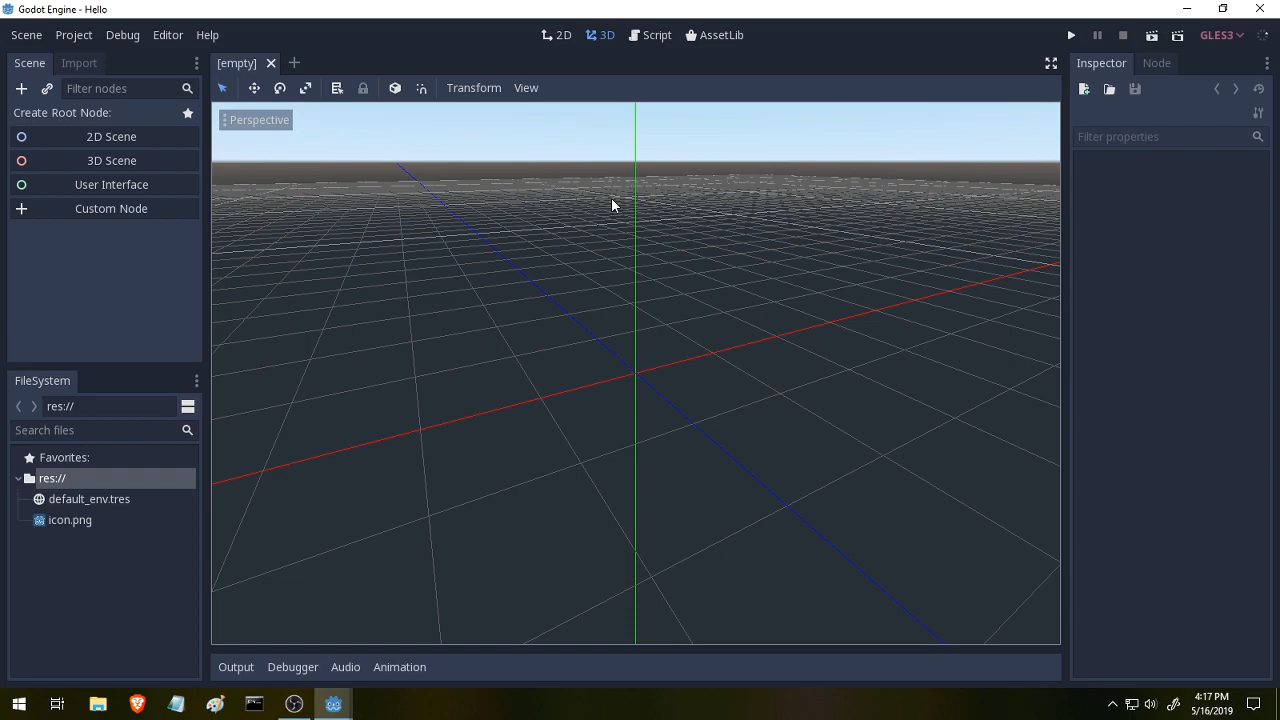 Godot Engine - Hello
Scene Project Debug Editor Help
2D 3D Script AssetLib
GLES3
Scene Import
[empty]
Inspector Node
Filter nodes
Transform View
Create Root Node:
Perspective
2D Scene
Filter properties
3D Scene
User Interface
Custom Node
FileSystem
res://
Search files
Favorites:
res://
default_env.tres
icon.png
Output Debugger Audio Animation
4:17 PM
5/16/2019